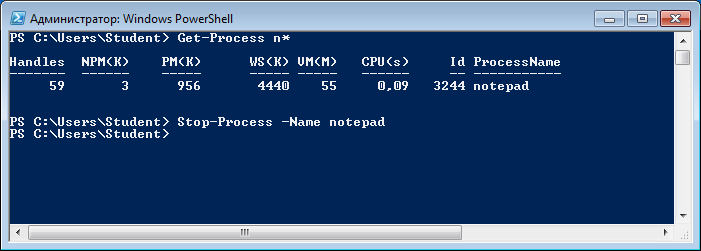 Администратор: Windows PowerShell
PS C:\Users\Student> Get-Process n*
Handles  NPM(K)    PM(K)      WS(K) VM(M)   CPU(s)     Id ProcessName
-------  ------    -----      ----- -----   ------     -- -----------
     59       3      956       4440    55     0,09   3244 notepad
PS C:\Users\Student> Stop-Process -Name notepad
PS C:\Users\Student>